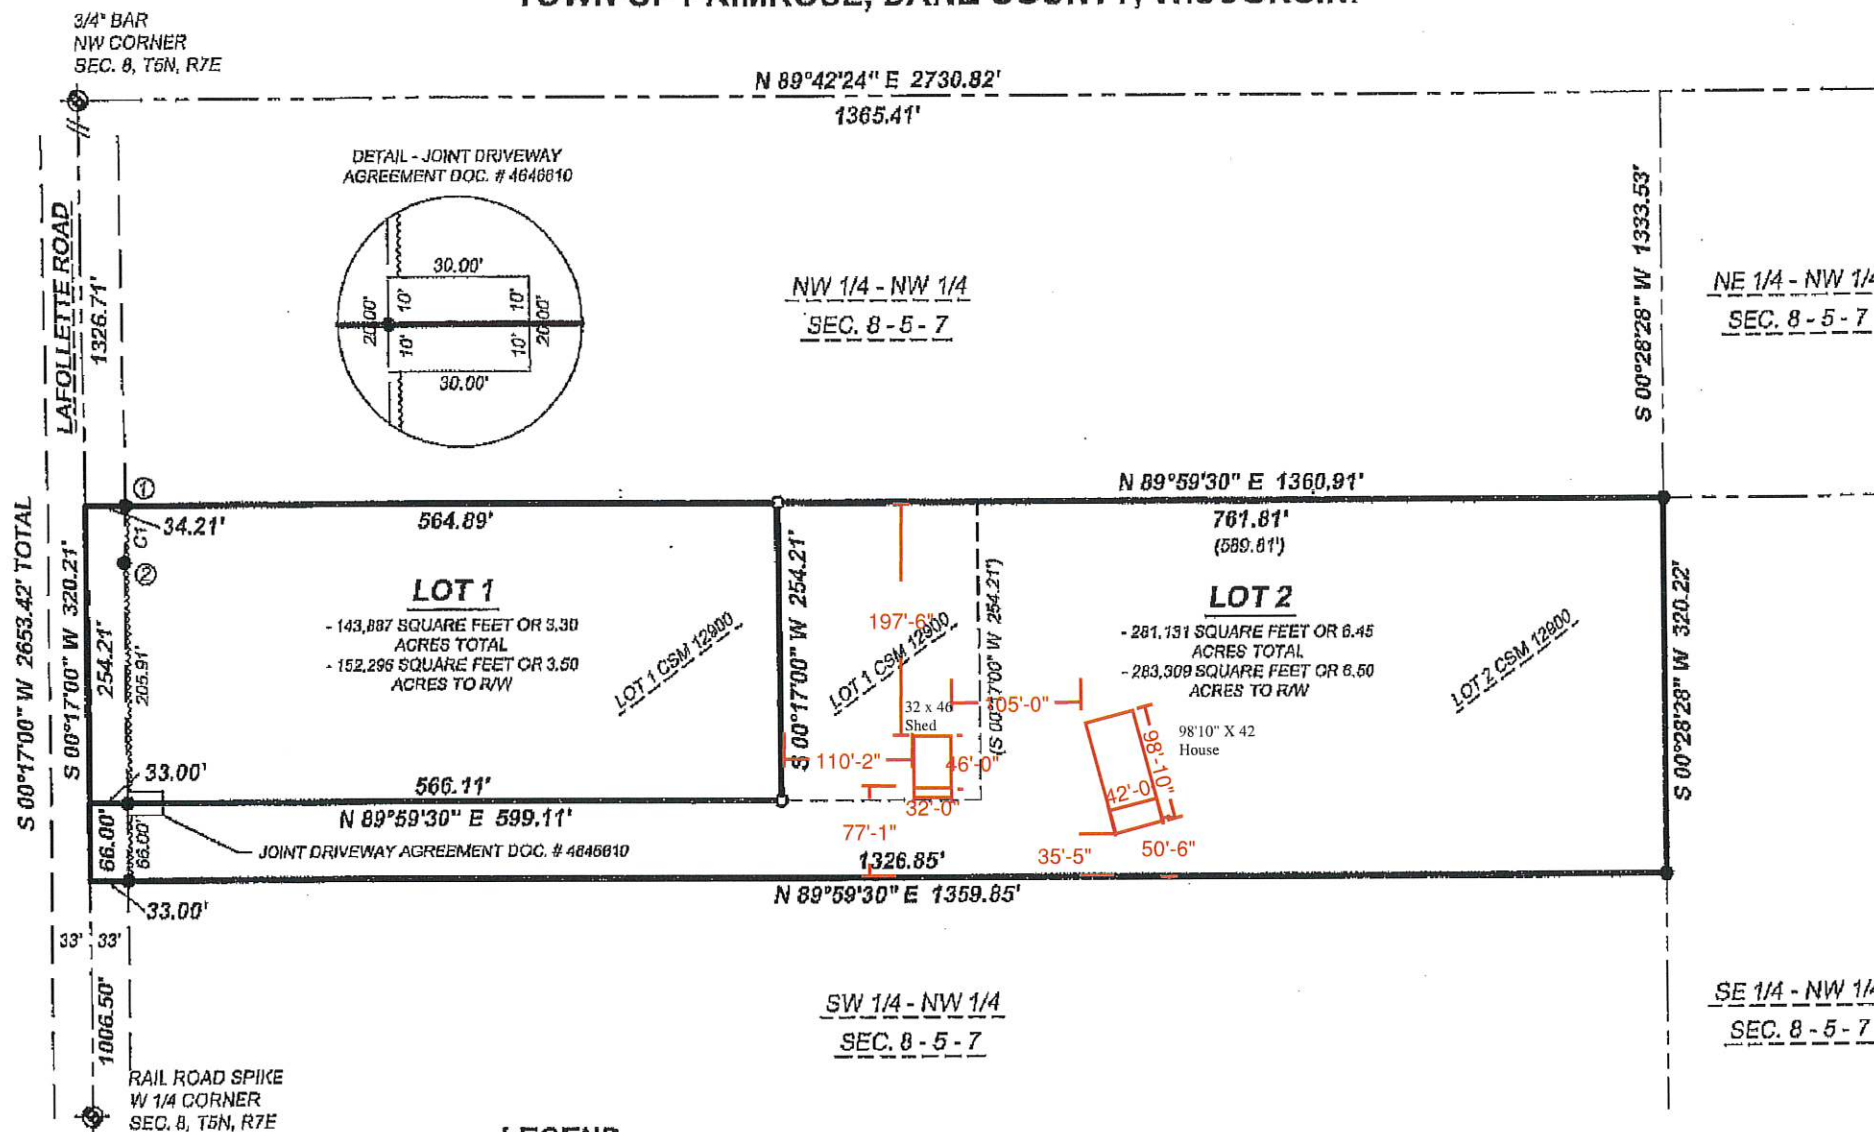 3/4" BAR
NW CORNER
SEC. 8, T5N, R7E
N 89°42'24" E 2730.82'
1365.41'
DETAIL - JOINT DRIVEWAY
AGREEMENT DOC. # 4646610
30.00'
20.00'
10'
10'
20.00'
10'
10'
30.00'
LAFOLLETTE ROAD
1326.71'
NW 1/4 - NW 1/4
SEC. 8 - 5 - 7
S 00°28'28" W 1333.53'
NE 1/4 - NW 1/4
SEC. 8 - 5 - 7
N 89°59'30" E 1360.91'
1
34.21'
564.89'
761.81'
(589.81')
C1
2
S 00°17'00" W 2653.42' TOTAL
S 00°17'00" W 320.21'
254.21'
205.91'
LOT 1
- 143,887 SQUARE FEET OR 3.30
ACRES TOTAL
- 152,296 SQUARE FEET OR 3.50
ACRES TO R/W
LOT 1 CSM 12900
S 00°17'00" W 254.21'
197'-6"
LOT 1 CSM 12900
(S 00°17'00" W 254.21')
LOT 2
- 281,131 SQUARE FEET OR 6.45
ACRES TOTAL
- 283,309 SQUARE FEET OR 6.50
ACRES TO R/W
LOT 2 CSM 12900
S 00°28'28" W 320.22'
32 x 46
Shed
105'-0"
98'10" X 42
House
110'-2"
46'-0"
98'-10"
42'-0
32'-0"
33.00'
566.11'
N 89°59'30" E 599.11'
77'-1"
66.00'
66.00'
JOINT DRIVEWAY AGREEMENT DOC. # 4646610
1326.85'
35'-5"
50'-6"
N 89°59'30" E 1359.85'
33.00'
33'
33'
1006.50'
SW 1/4 - NW 1/4
SEC. 8 - 5 - 7
SE 1/4 - NW 1/4
SEC. 8 - 5 - 7
RAIL ROAD SPIKE
W 1/4 CORNER
SEC. 8, T5N, R7E